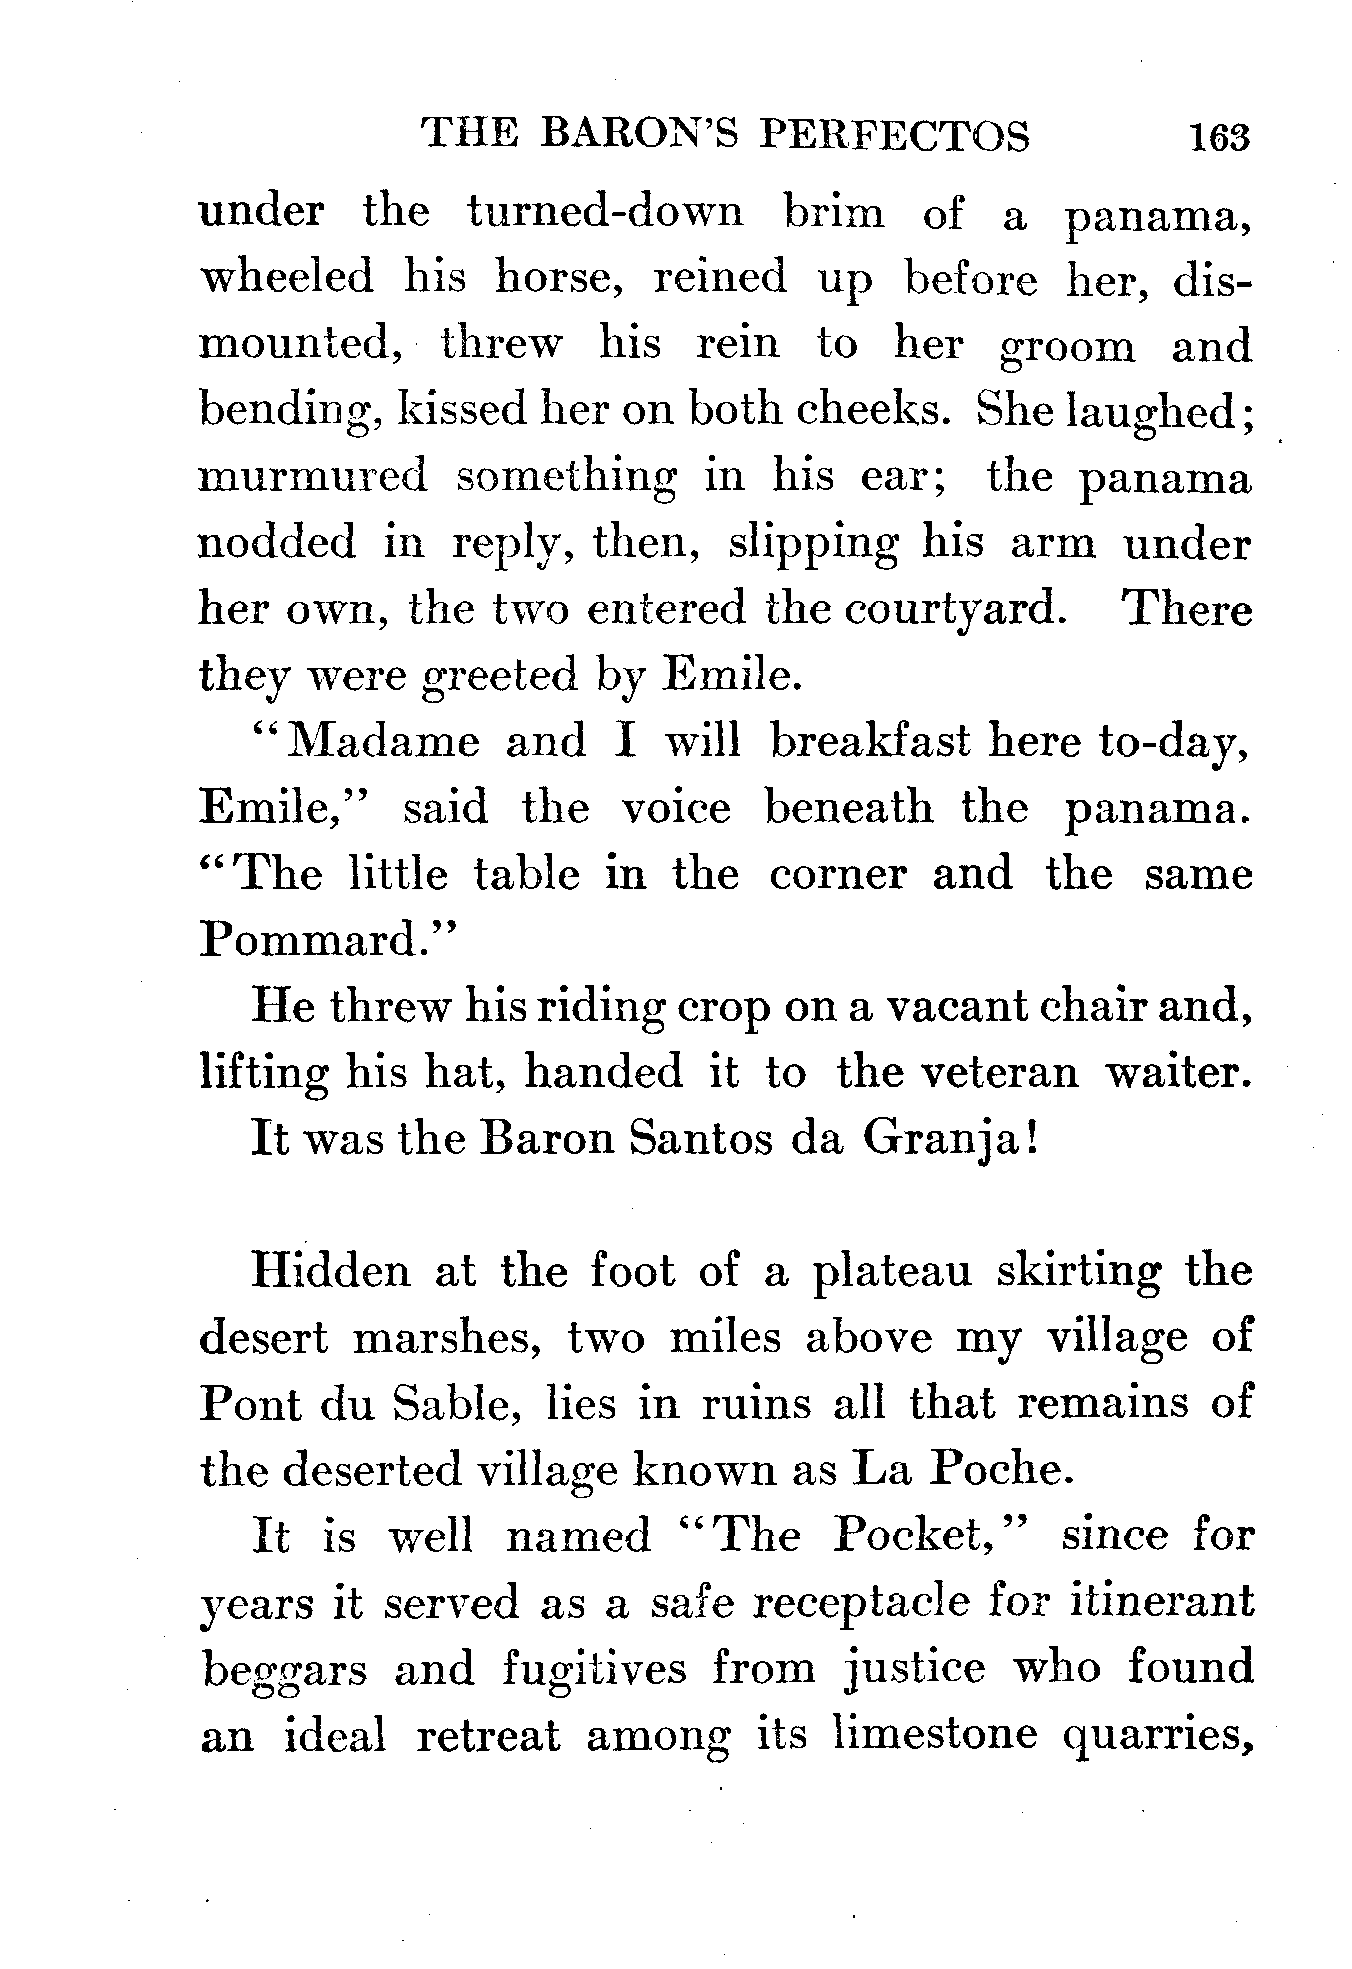 THE BARON'S PERFECTOS 163
under the turned-down brim of a panama,
wheeled his horse, reined up before her, dis-
mounted, threw his rein to her groom and
bending, kissed her on both cheeks. She laughed;
murmured something in his ear; the panama
nodded in reply, then, slipping his arm under
her own, the two entered the courtyard. There
they were greeted by Emile.
"Madame and I will breakfast here to-day,
Emile," said the voice beneath the panama.
"The little table in the corner and the same
Pommard."
He threw his riding crop on a vacant chair and,
lifting his hat, handed it to the veteran waiter.
It was the Baron Santos da Granja!
Hidden at the foot of a plateau skirting the
desert marshes, two miles above my village of
Pont du Sable, lies in ruins all that remains of
the deserted village known as La Poche.
It is well named "The Pocket," since for
years it served as a safe receptacle for itinerant
beggars and fugitives from justice who found
an ideal retreat among its limestone quarries,